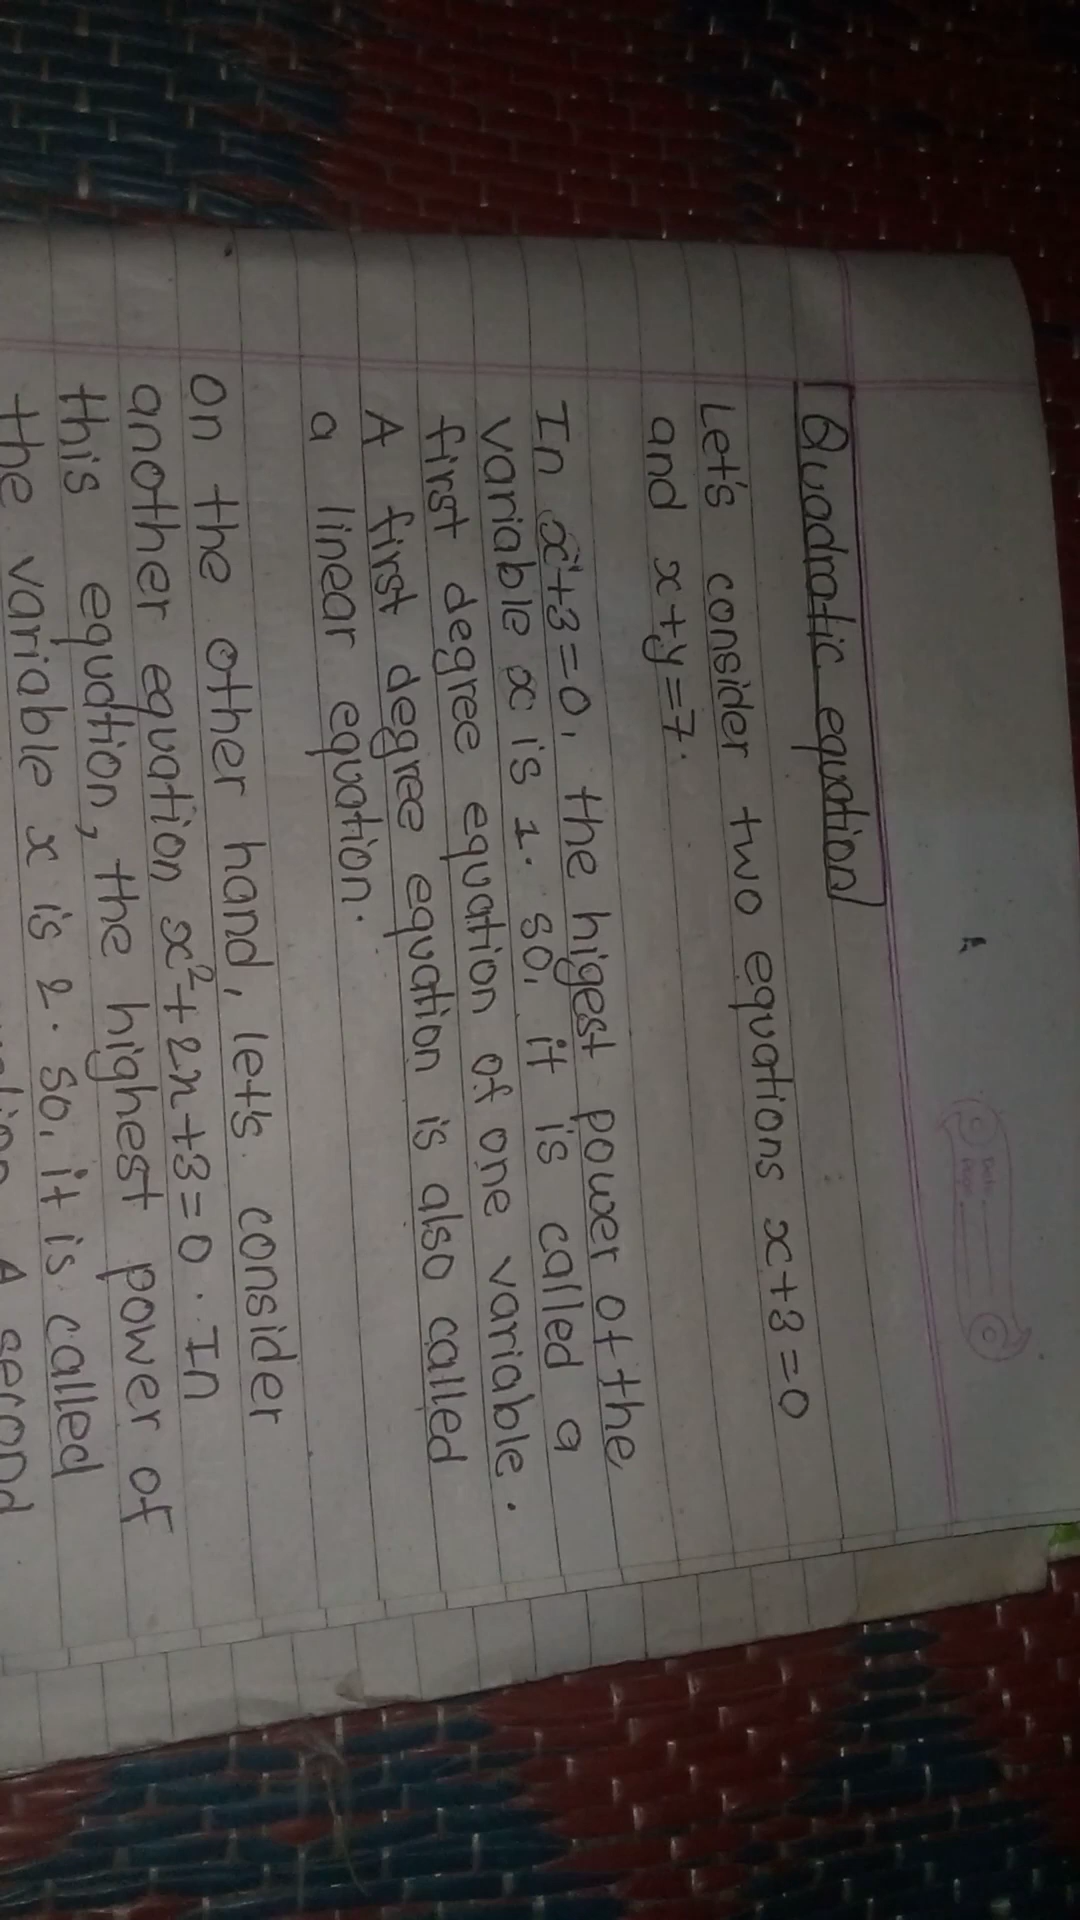 Quadratic equation
Let's consider two equations x+3=0
and x+y=7.
In x+3=0, the higest power of the
variable x is 1. So, it is called a
first degree equation of one variable.
A first degree equation is also called
a linear equation.
On the other hand, let's consider
another equation x²+2x+3=0. In
this equation, the highest power of
the variable x is 2. So, it is called
A second